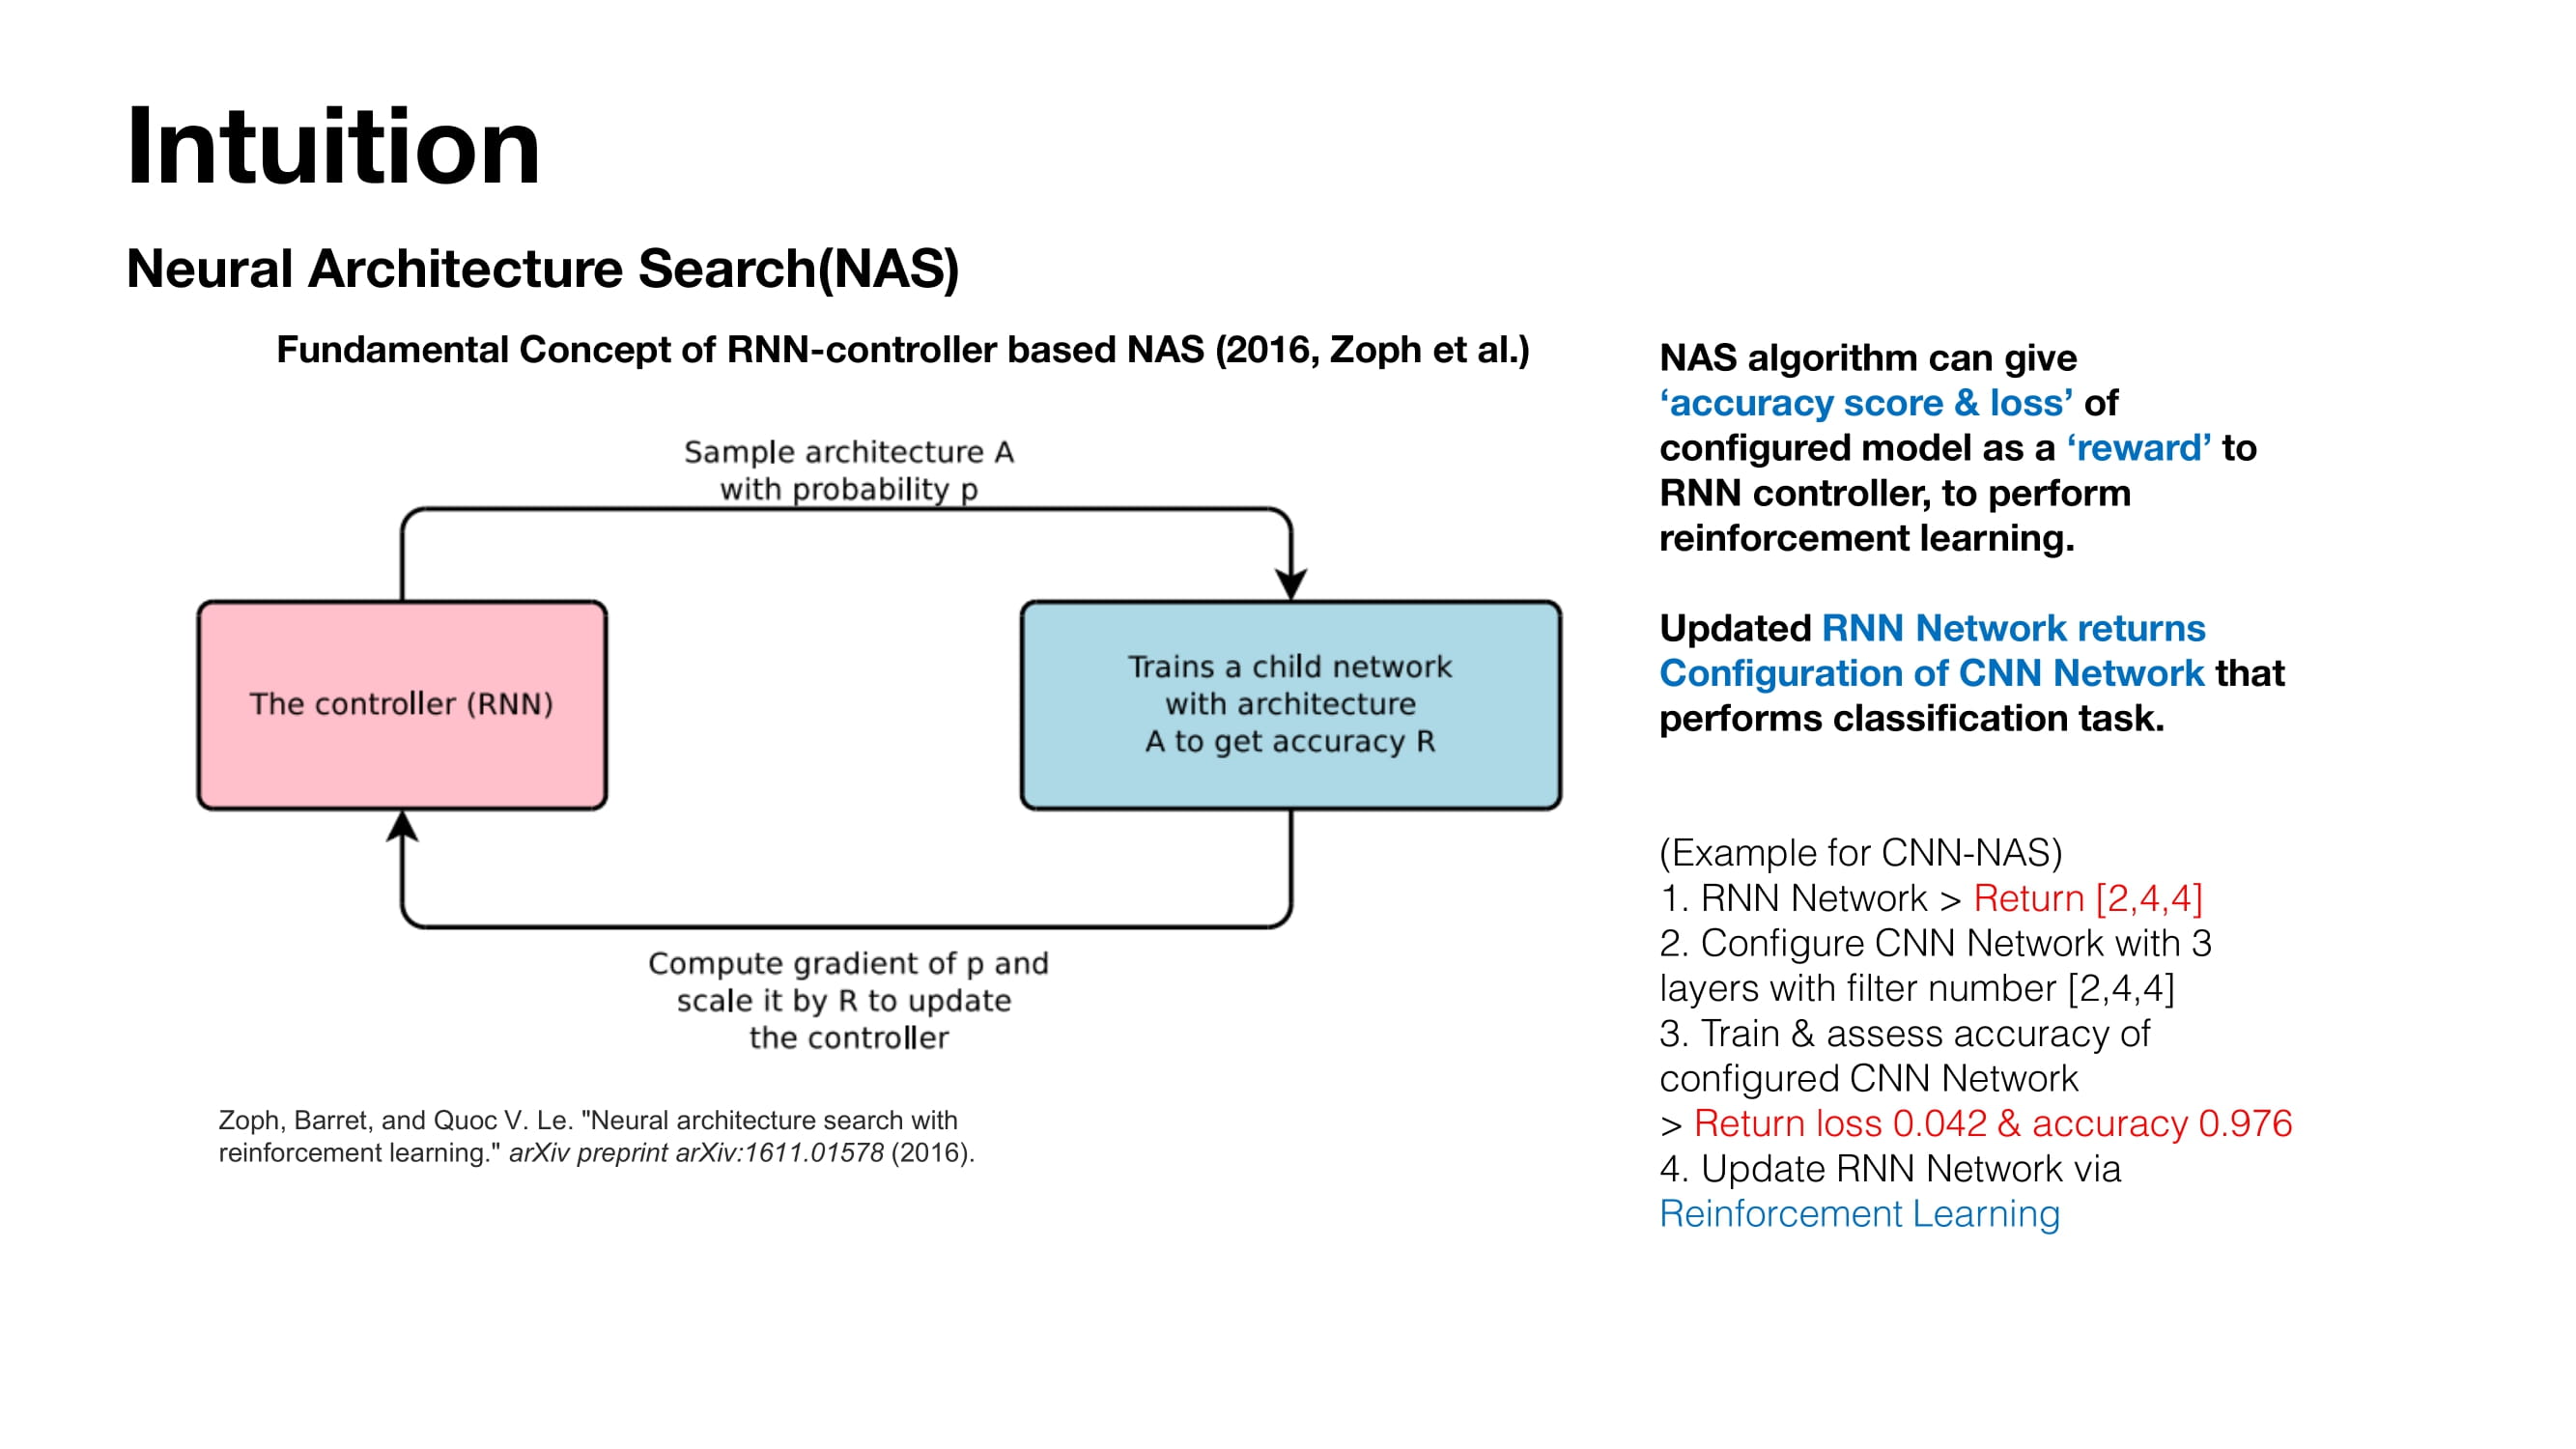 Intuition
Neural Architecture Search(NAS)
Fundamental Concept of RNN-controller based NAS (2016, Zoph et al.)
Sample architecture A
with probability p
The controller (RNN)
Trains a child network
with architecture
A to get accuracy R
Compute gradient of p and
scale it by R to update
the controller
Zoph, Barret, and Quoc V. Le. "Neural architecture search with
reinforcement learning." arXiv preprint arXiv:1611.01578 (2016).
NAS algorithm can give
‘accuracy score & loss’ of
configured model as a ‘reward’ to
RNN controller, to perform
reinforcement learning.
Updated RNN Network returns
Configuration of CNN Network that
performs classification task.
(Example for CNN-NAS)
1. RNN Network > Return [2,4,4]
2. Configure CNN Network with 3
layers with filter number [2,4,4]
3. Train & assess accuracy of
configured CNN Network
> Return loss 0.042 & accuracy 0.976
4. Update RNN Network via
Reinforcement Learning